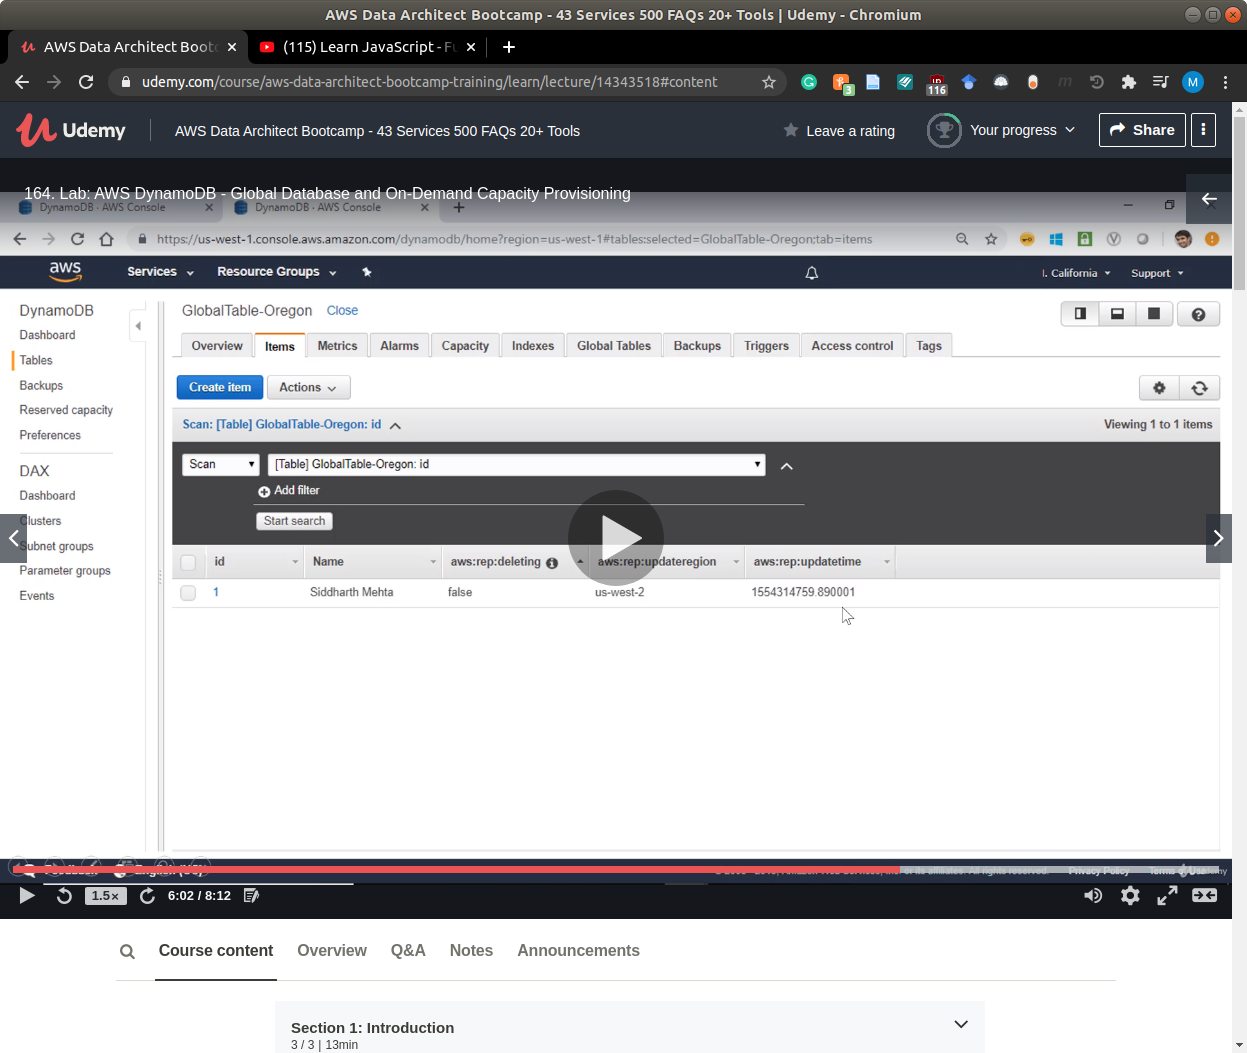 AWS Data Architect Bootcamp - 43 Services 500 FAQs 20+ Tools | Udemy - Chromium
AWS Data Architect Bootc
(115) Learn JavaScript - Fu
udemy.com/course/aws-data-architect-bootcamp-training/learn/lecture/14343518#content
3
116
M
Udemy
AWS Data Architect Bootcamp - 43 Services 500 FAQs 20+ Tools
Leave a rating
Your progress
Share
164. Lab: AWS DynamoDB - Global Database and On-Demand Capacity Provisioning
DynamoDB · AWS Console
DynamoDB · AWS Console
https://us-west-1.console.aws.amazon.com/dynamodb/home?region=us-west-1#tables:selected=GlobalTable-Oregon;tab=items
aws
Services
Resource Groups
California
Support
DynamoDB
Dashboard
Tables
Backups
Reserved capacity
Preferences
DAX
Dashboard
Clusters
Subnet groups
Parameter groups
Events
GlobalTable-Oregon
Close
Overview
Items
Metrics
Alarms
Capacity
Indexes
Global Tables
Backups
Triggers
Access control
Tags
Create item
Actions
Scan: [Table] GlobalTable-Oregon: id
Viewing 1 to 1 items
Scan
[Table] GlobalTable-Oregon: id
Add filter
Start search
id
Name
aws:rep:deleting
aws:rep:updateregion
aws:rep:updatetime
1
Siddharth Mehta
false
us-west-2
1554314759.890001
Privacy Policy
1.5×
6:02 / 8:12
Course content
Overview
Q&A
Notes
Announcements
Section 1: Introduction
3 / 3 | 13min